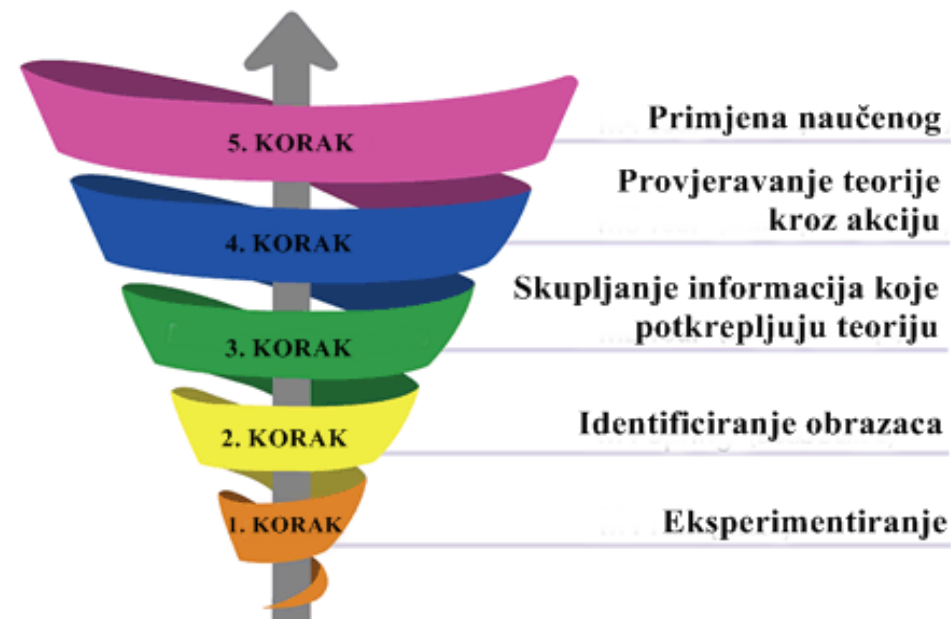 5. KORAK
Primjena naučenog
4. KORAK
Provjeravanje teorije
kroz akciju
3. KORAK
Skupljanje informacija koje
potkrepljuju teoriju
2. KORAK
Identificiranje obrazaca
1. KORAK
Eksperimentiranje